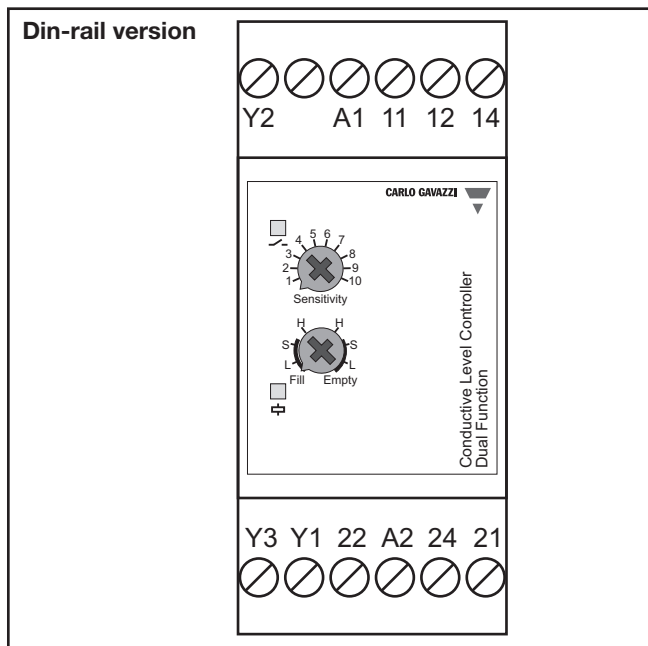 Din-rail version
Y2 A1 11 12 14
CARLO GAVAZZI
1 2 3 4 5 6 7 8 9 10
Sensitivity
L S H H S L
Fill Empty
Conductive Level Controller
Dual Function
Y3 Y1 22 A2 24 21